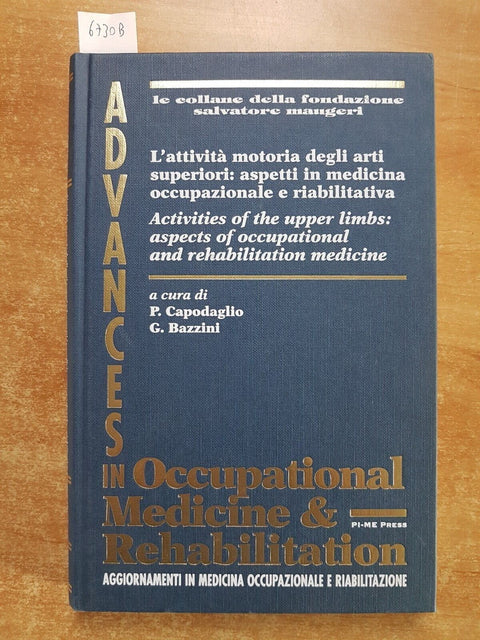 6730B
le collane della fondazione
salvatore maugeri
L'attività motoria degli arti
superiori: aspetti in medicina
occupazionale e riabilitativa
Activities of the upper limbs:
aspects of occupational
and rehabilitation medicine
a cura di
P. Capodaglio
G. Bazzini
ADVANCES
IN Occupational
Medicine &
PI-ME PRESS
Rehabilitation
AGGIORNAMENTI IN MEDICINA OCCUPAZIONALE E RIABILITAZIONE